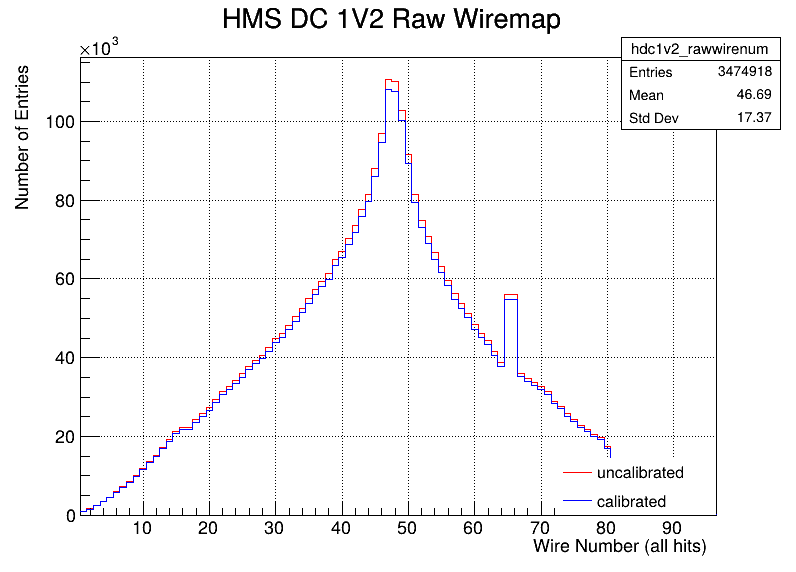 HMS DC 1V2 Raw Wiremap
×10³
hdc1v2_rawwirenum
Entries 3474918
Mean 46.69
Std Dev 17.37
Number of Entries
100
80
60
40
20
0
uncalibrated
calibrated
10 20 30 40 50 60 70 80 90
Wire Number (all hits)